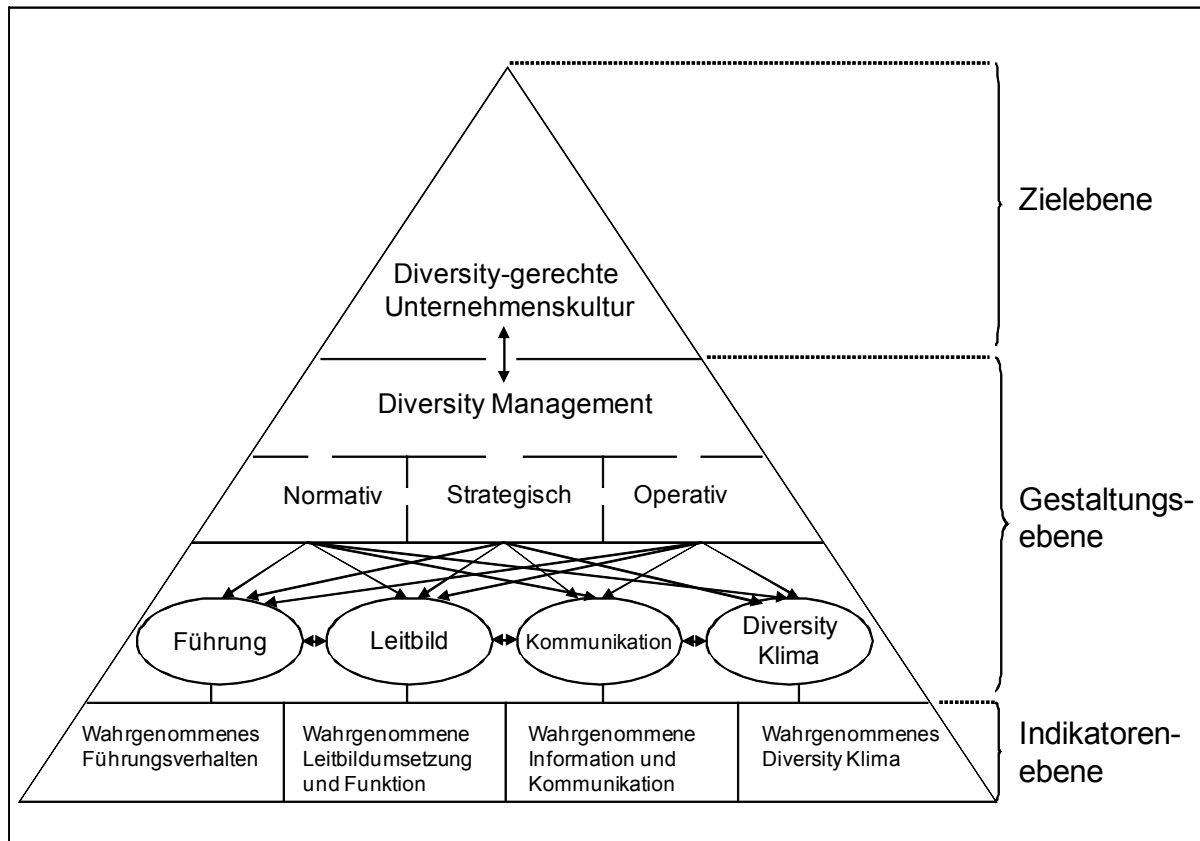 Zielebene
Diversity-gerechte
Unternehmenskultur
Diversity Management
Normativ
Strategisch
Operativ
Gestaltungs-
ebene
Führung
Leitbild
Kommunikation
Diversity
Klima
Wahrgenommenes
Führungsverhalten
Wahrgenommene
Leitbildumsetzung
und Funktion
Wahrgenommene
Information und
Kommunikation
Wahrgenommenes
Diversity Klima
Indikatoren-
ebene